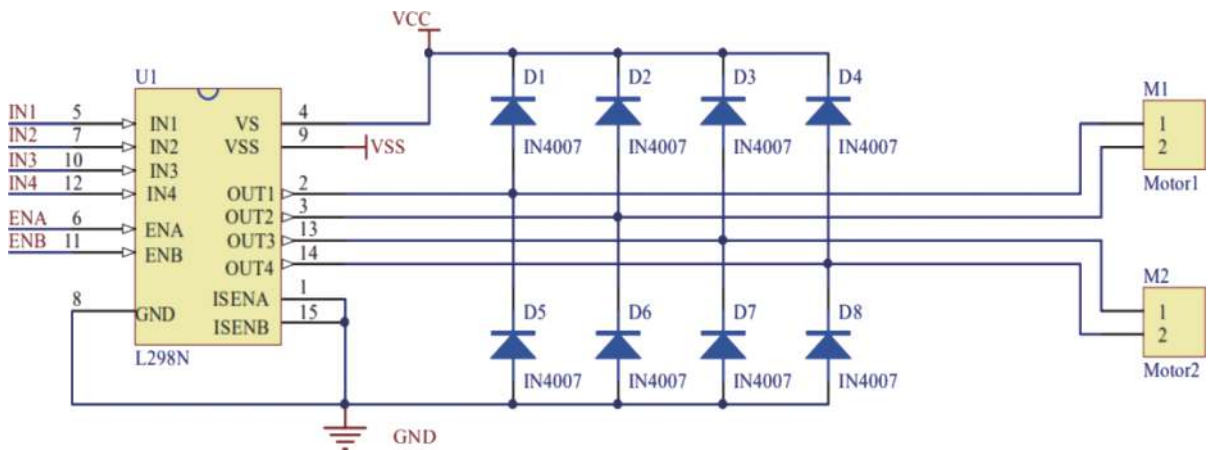 VCC
U1
D1 D2 D3 D4
M1
IN1 5 IN1 VS 4
IN2 7 IN2 VSS 9 VSS
IN4007 IN4007 IN4007 IN4007
1
2
IN3 10 IN3
IN4 12 IN4 OUT1 2
Motor1
OUT2 3
ENA 6 ENA OUT3 13
ENB 11 ENB OUT4 14
M2
8 GND ISENA 1
ISENB 15
D5 D6 D7 D8
1
2
L298N
Motor2
IN4007 IN4007 IN4007 IN4007
GND